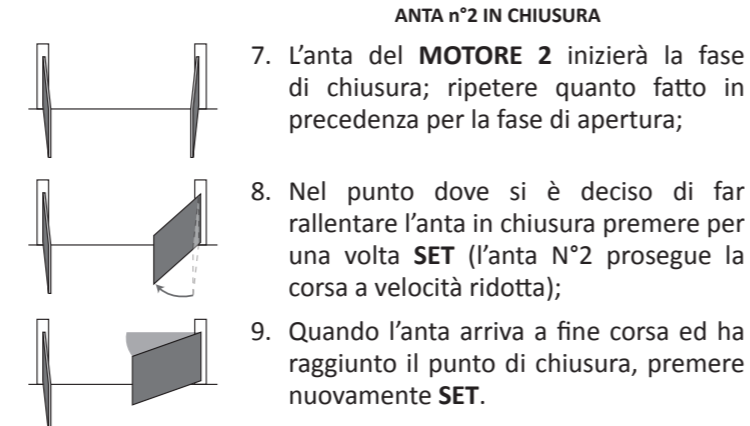 ANTA n°2 IN CHIUSURA
7. L'anta del MOTORE 2 inizierà la fase
di chiusura; ripetere quanto fatto in
precedenza per la fase di apertura;
8. Nel punto dove si è deciso di far
rallentare l'anta in chiusura premere per
una volta SET (l'anta N°2 prosegue la
corsa a velocità ridotta);
9. Quando l'anta arriva a fine corsa ed ha
raggiunto il punto di chiusura, premere
nuovamente SET.